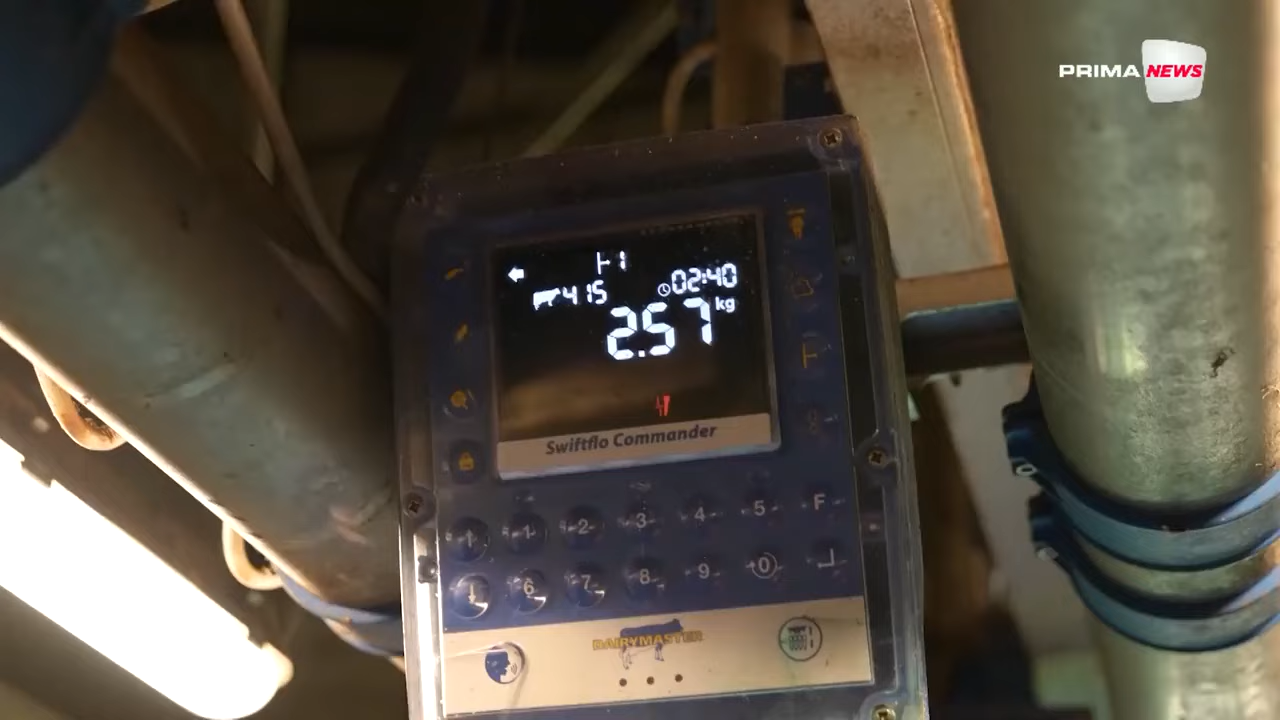 PRIMA NEWS
1
415 02:40
2.57 kg
Swiftflo Commander
1 2 3 4 5 F
6 7 8 9 0
DAIRYMASTER